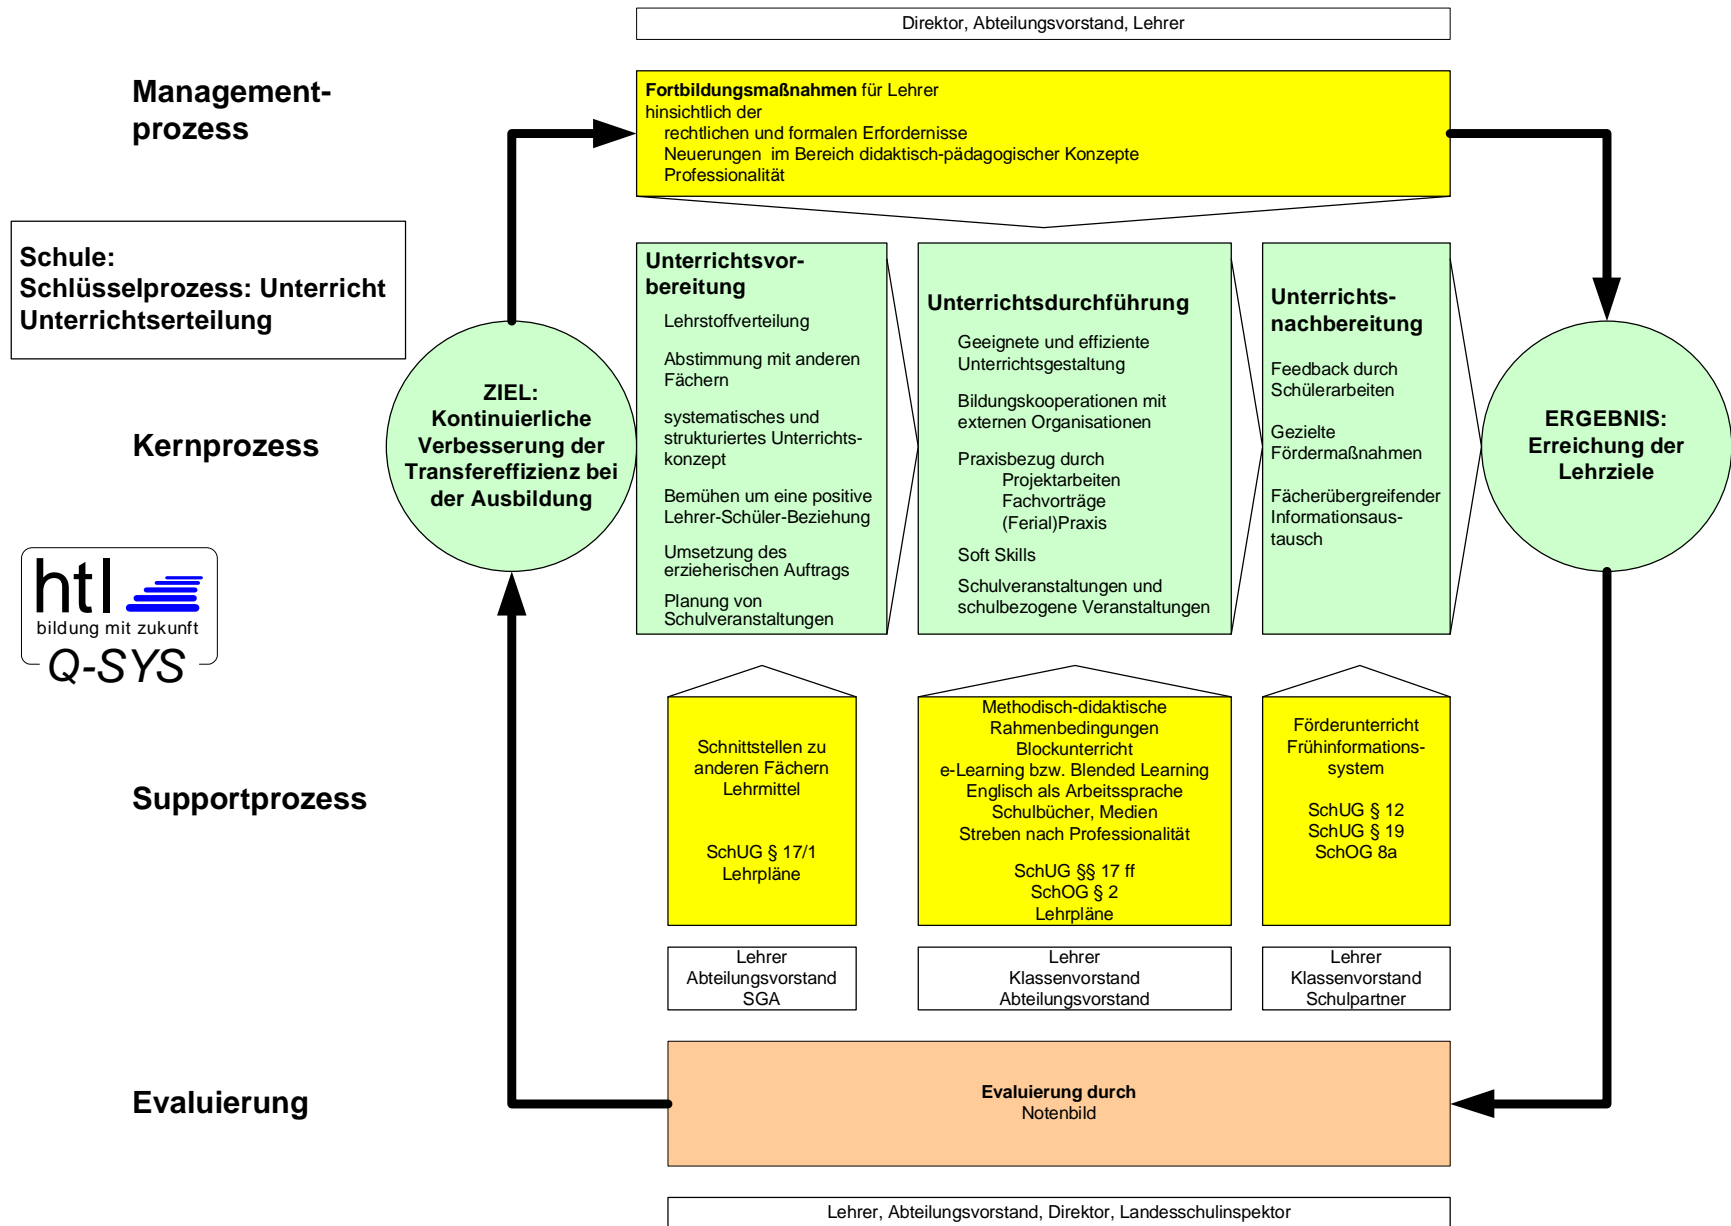 Direktor, Abteilungsvorstand, Lehrer
Management-
prozess
Fortbildungsmaßnahmen für Lehrer
hinsichtlich der
rechtlichen und formalen Erfordernisse
Neuerungen im Bereich didaktisch-pädagogischer Konzepte
Professionalität
Schule:
Schlüsselprozess: Unterricht
Unterrichtserteilung
Kernprozess
ZIEL:
Kontinuierliche
Verbesserung der
Transfereffizienz bei
der Ausbildung
Unterrichtsvor-
bereitung
Lehrstoffverteilung
Abstimmung mit anderen
Fächern
systematisches und
strukturiertes Unterrichts-
konzept
Bemühen um eine positive
Lehrer-Schüler-Beziehung
Umsetzung des
erzieherischen Auftrags
Planung von
Schulveranstaltungen
Unterrichtsdurchführung
Geeignete und effiziente
Unterrichtsgestaltung
Bildungskooperationen mit
externen Organisationen
Praxisbezug durch
Projektarbeiten
Fachvorträge
(Ferial)Praxis
Soft Skills
Schulveranstaltungen und
schulbezogene Veranstaltungen
Unterrichts-
nachbereitung
Feedback durch
Schülerarbeiten
Gezielte
Fördermaßnahmen
Fächerübergreifender
Informationsaus-
tausch
ERGEBNIS:
Erreichung der
Lehrziele
htl
bildung mit zukunft
Q-SYS
Supportprozess
Schnittstellen zu
anderen Fächern
Lehrmittel
SchUG § 17/1
Lehrpläne
Methodisch-didaktische
Rahmenbedingungen
Blockunterricht
e-Learning bzw. Blended Learning
Englisch als Arbeitssprache
Schulbücher, Medien
Streben nach Professionalität
SchUG §§ 17 ff
SchOG § 2
Lehrpläne
Förderunterricht
Frühinformations-
system
SchUG § 12
SchUG § 19
SchOG 8a
Lehrer
Abteilungsvorstand
SGA
Lehrer
Klassenvorstand
Abteilungsvorstand
Lehrer
Klassenvorstand
Schulpartner
Evaluierung
Evaluierung durch
Notenbild
Lehrer, Abteilungsvorstand, Direktor, Landesschulinspektor